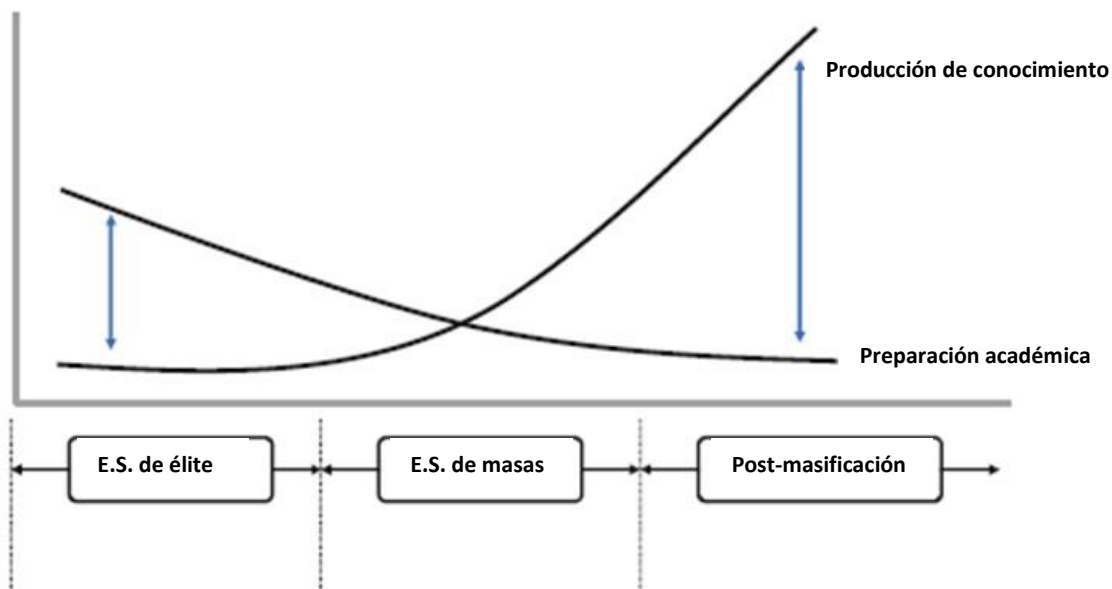 Producción de conocimiento
Preparación académica
E.S. de élite
E.S. de masas
Post-masificación